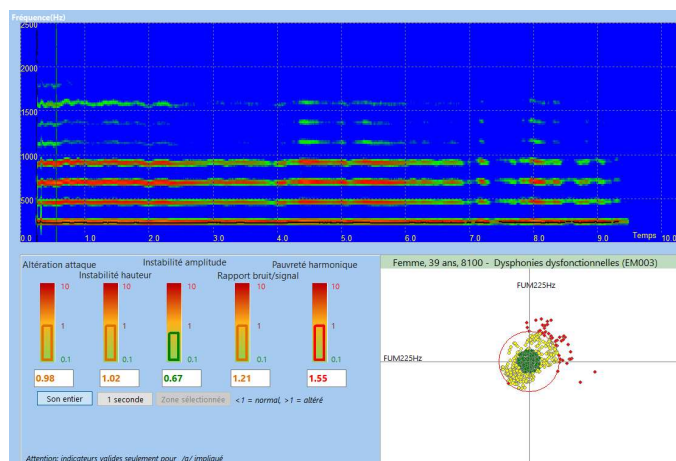 Fréquence(Hz)
2500
2000
1500
1000
500
0.0 1.0 2.0 3.0 4.0 5.0 6.0 7.0 8.0 9.0 10.0
Temps
Altération attaque
Instabilité hauteur
Instabilité amplitude
Rapport bruit/signal
Pauvreté harmonique
10 10 10 10 10
1 1 1 1 1
0.1 0.1 0.1 0.1 0.1
0.98 1.02 0.67 1.21 1.55
Son entier 1 seconde Zone sélectionnée <1 = normal, >1 = altéré
Attention: indicateurs valides seulement pour /a/ impliqué
Femme, 39 ans, 8100 - Dysphonies dysfonctionnelles (EM003)
FUM225Hz
FUM225Hz